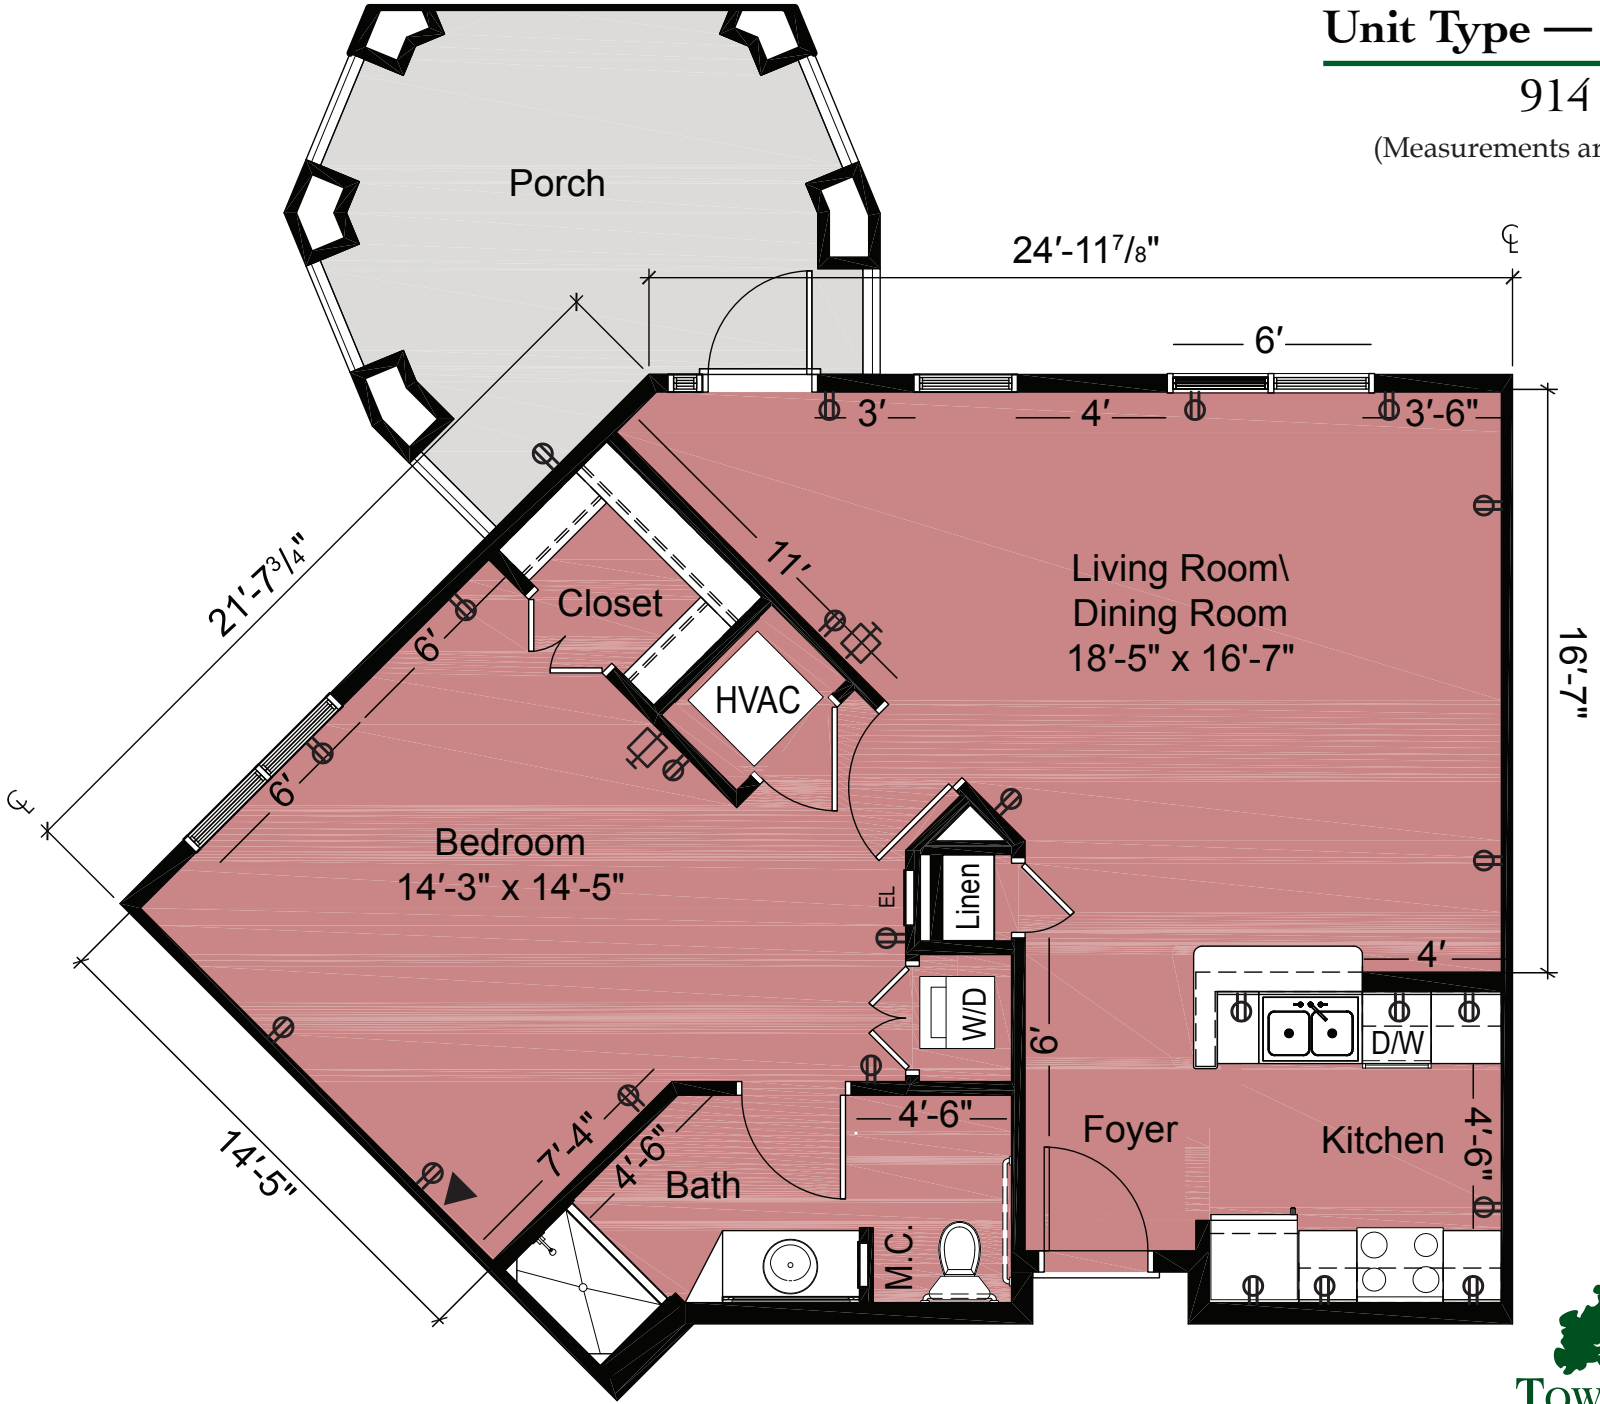 Unit Type —
914
(Measurements ar
Porch
24′-11⁷/₈"
℄
6′
3′
4′
3′-6"
11′
21′-7³/₄"
Living Room\
Dining Room
18′-5" x 16'-7"
16′-7"
Closet
6′
HVAC
6′
℄
Bedroom
14′-3" x 14'-5"
EL
Linen
4′
W/D
6′
D/W
4′-6"
Foyer
Kitchen
4′-6"
7′-4"
4′-6"
Bath
14′-5"
M.C.
TOW